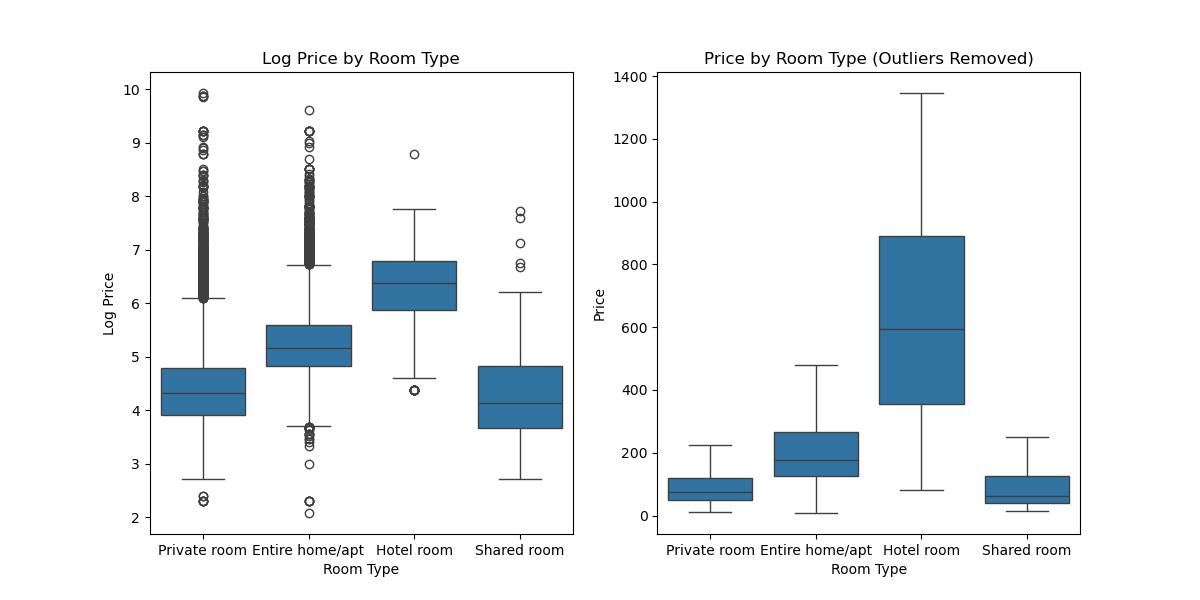 Log Price by Room Type
Log Price
10
9
8
7
6
5
4
3
2
Private room Entire home/apt Hotel room Shared room
Room Type
Price by Room Type (Outliers Removed)
Price
1400
1200
1000
800
600
400
200
0
Private room Entire home/apt Hotel room Shared room
Room Type